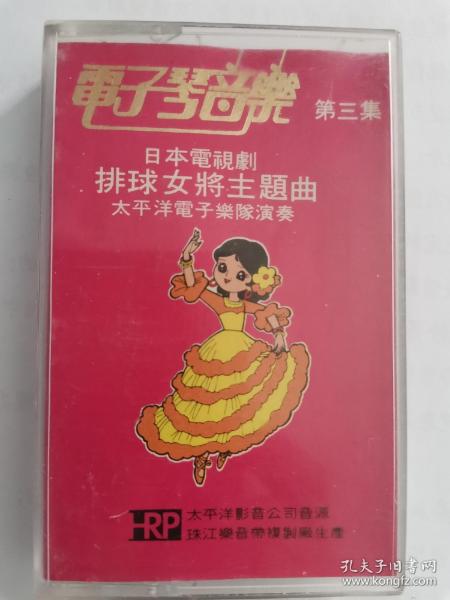 電子琴音樂 第三集
日本電視劇
排球女將主題曲
太平洋電子樂隊演奏
HRP
太平洋影音公司音源
珠江樂音帶複製廠生產
孔夫子旧书网
www.kongfz.com